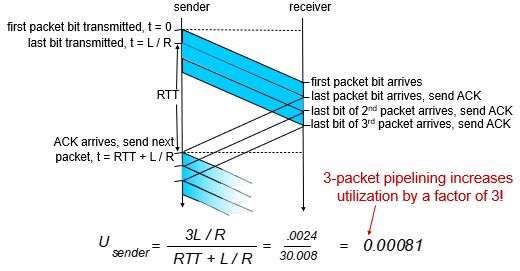 sender
receiver
first packet bit transmitted, t = 0
last bit transmitted, t = L / R
first packet bit arrives
RTT
last packet bit arrives, send ACK
last bit of 2nd packet arrives, send ACK
last bit of 3rd packet arrives, send ACK
ACK arrives, send next
packet, t = RTT + L / R
3-packet pipelining increases
utilization by a factor of 3!
U sender = 3L / R
RTT + L / R
= .0024
30.008
= 0.00081